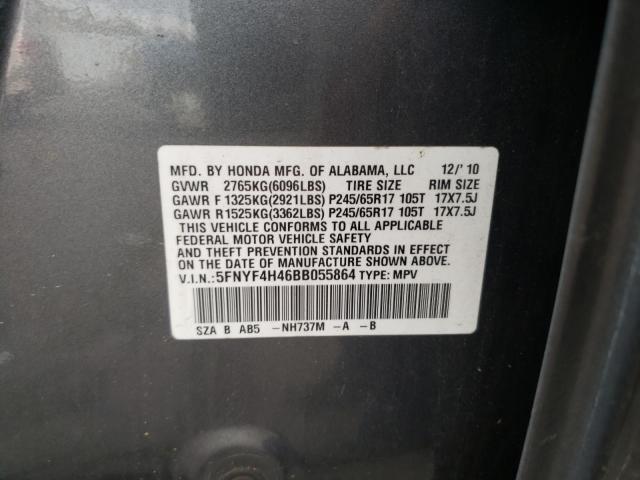 MFD. BY HONDA MFG. OF ALABAMA, LLC 12/'10
GVWR 2765KG(6096LBS) TIRE SIZE RIM SIZE
GAWR F 1325KG(2921LBS) P245/65R17 105T 17X7.5J
GAWR R1525KG(3362LBS) P245/65R17 105T 17X7.5J
THIS VEHICLE CONFORMS TO ALL APPLICABLE
FEDERAL MOTOR VEHICLE SAFETY
AND THEFT PREVENTION STANDARDS IN EFFECT
ON THE DATE OF MANUFACTURE SHOWN ABOVE.
V.I.N.:5FNYF4H46BB055864 TYPE: MPV
SZA B AB5 -NH737M -A -B